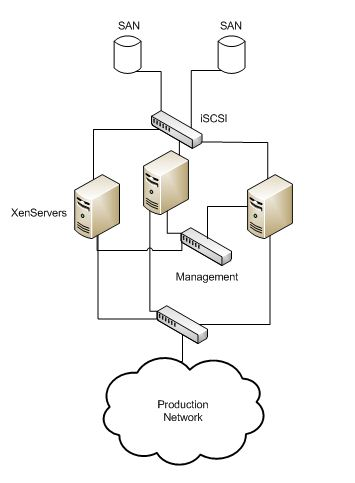 SAN
SAN
iSCSI
XenServers
Management
Production
Network